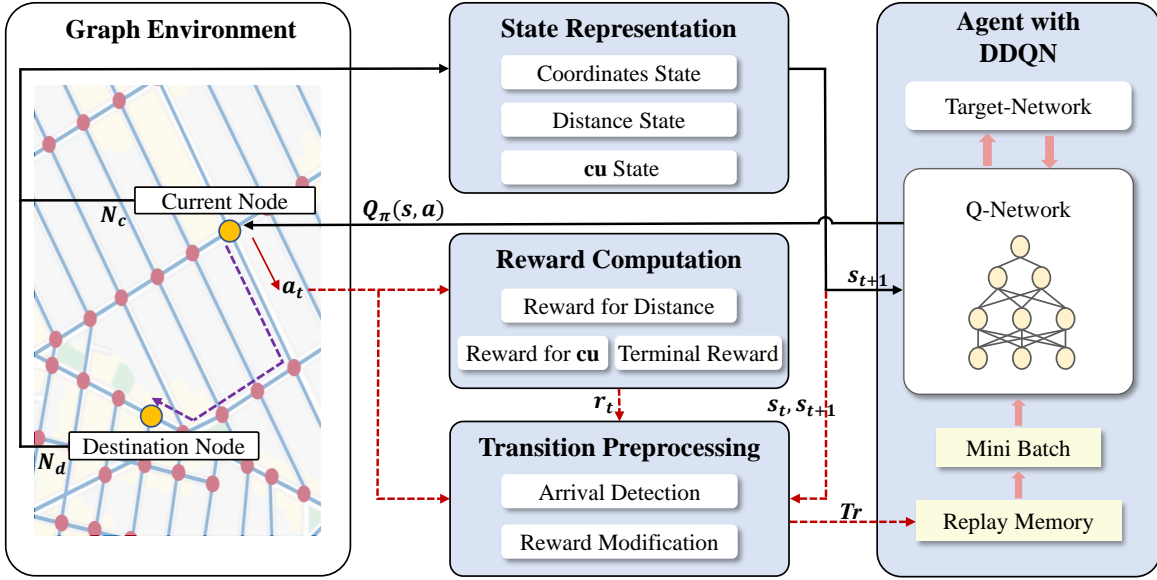 Graph Environment
Current Node
N_c
a_t
Destination Node
N_d
State Representation
Coordinates State
Distance State
cu State
Q_π(s, a)
Reward Computation
Reward for Distance
Reward for cu
Terminal Reward
r_t
s_t, s_{t+1}
Transition Preprocessing
Arrival Detection
Reward Modification
Tr
s_{t+1}
Agent with
DDQN
Target-Network
Q-Network
Mini Batch
Replay Memory